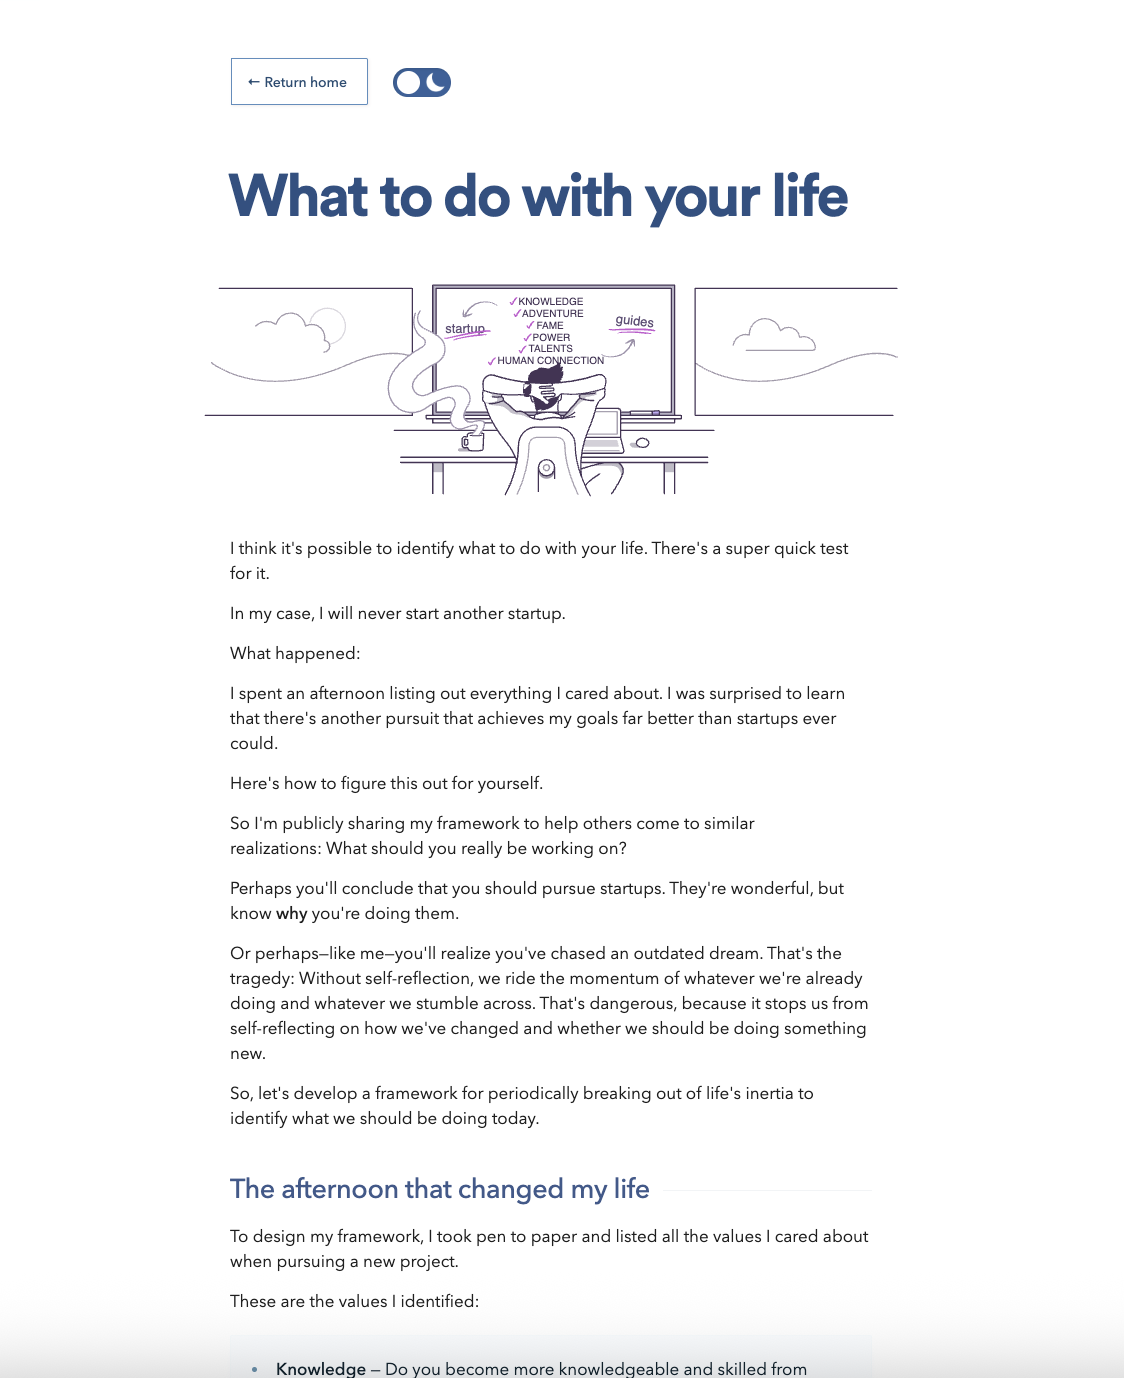 ← Return home
What to do with your life
KNOWLEDGE
ADVENTURE
FAME
POWER
TALENTS
HUMAN CONNECTION
startup
guides
I think it's possible to identify what to do with your life. There's a super quick test
for it.
In my case, I will never start another startup.
What happened:
I spent an afternoon listing out everything I cared about. I was surprised to learn
that there's another pursuit that achieves my goals far better than startups ever
could.
Here's how to figure this out for yourself.
So I'm publicly sharing my framework to help others come to similar
realizations: What should you really be working on?
Perhaps you'll conclude that you should pursue startups. They're wonderful, but
know why you're doing them.
Or perhaps—like me—you'll realize you've chased an outdated dream. That's the
tragedy: Without self-reflection, we ride the momentum of whatever we're already
doing and whatever we stumble across. That's dangerous, because it stops us from
self-reflecting on how we've changed and whether we should be doing something
new.
So, let's develop a framework for periodically breaking out of life's inertia to
identify what we should be doing today.
The afternoon that changed my life
To design my framework, I took pen to paper and listed all the values I cared about
when pursuing a new project.
These are the values I identified:
• Knowledge — Do you become more knowledgeable and skilled from